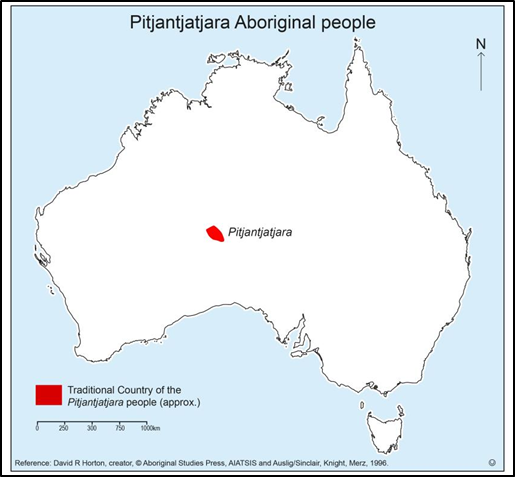 Pitjantjatjara Aboriginal people
N
Pitjantjatjara
Traditional Country of the
Pitjantjatjara people (approx.)
0 250 500 750 1000km
Reference: David R Horton, creator, © Aboriginal Studies Press, AIATSIS and Auslig/Sinclair, Knight, Merz, 1996.